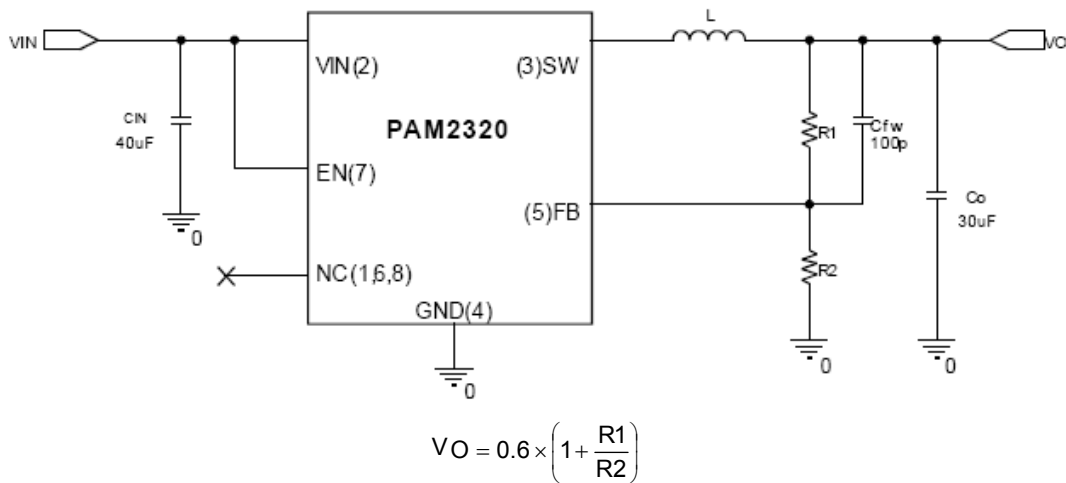 L
VIN
VO
VIN(2)
(3)SW
CIN
40uF
PAM2320
R1
Cfw
100p
EN(7)
(5)FB
Co
30uF
0
NC(1,6,8)
R2
GND(4)
0
0
0
VO = 0.6 × (1 + R1/R2)